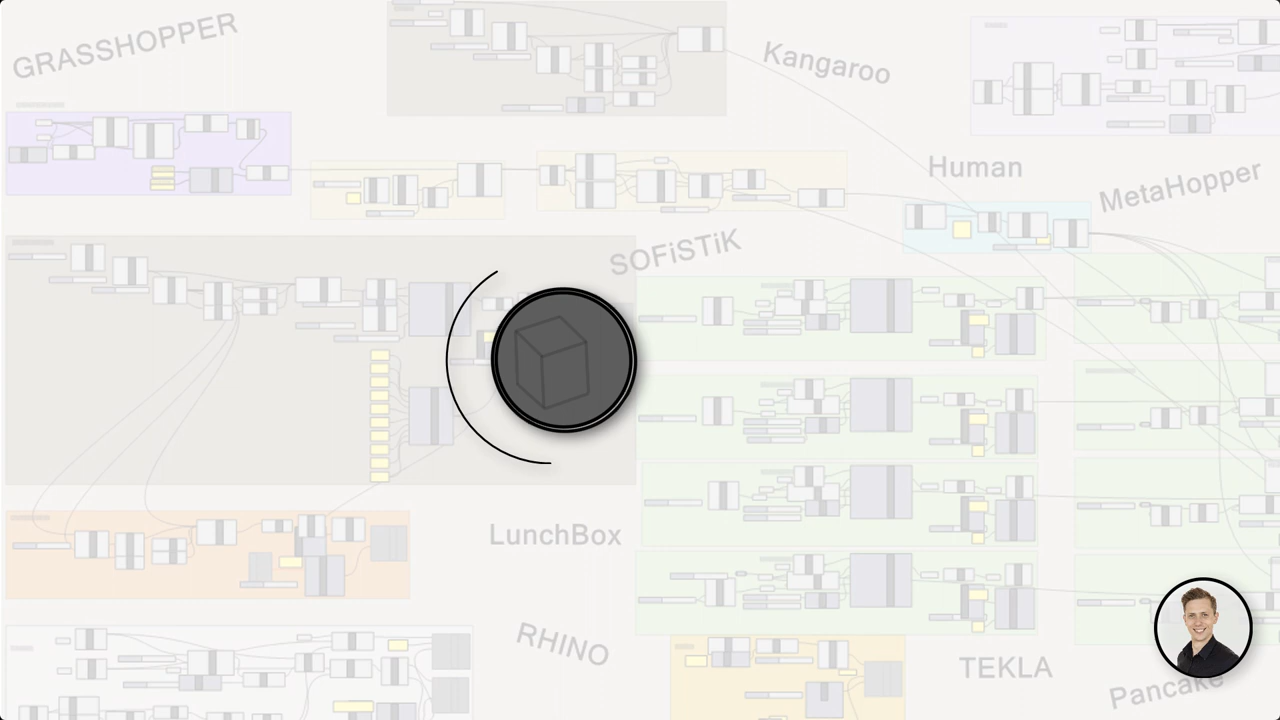 GRASSHOPPER
Kangaroo
Human
MetaHopper
SOFiSTiK
LunchBox
RHINO
TEKLA
Pancake